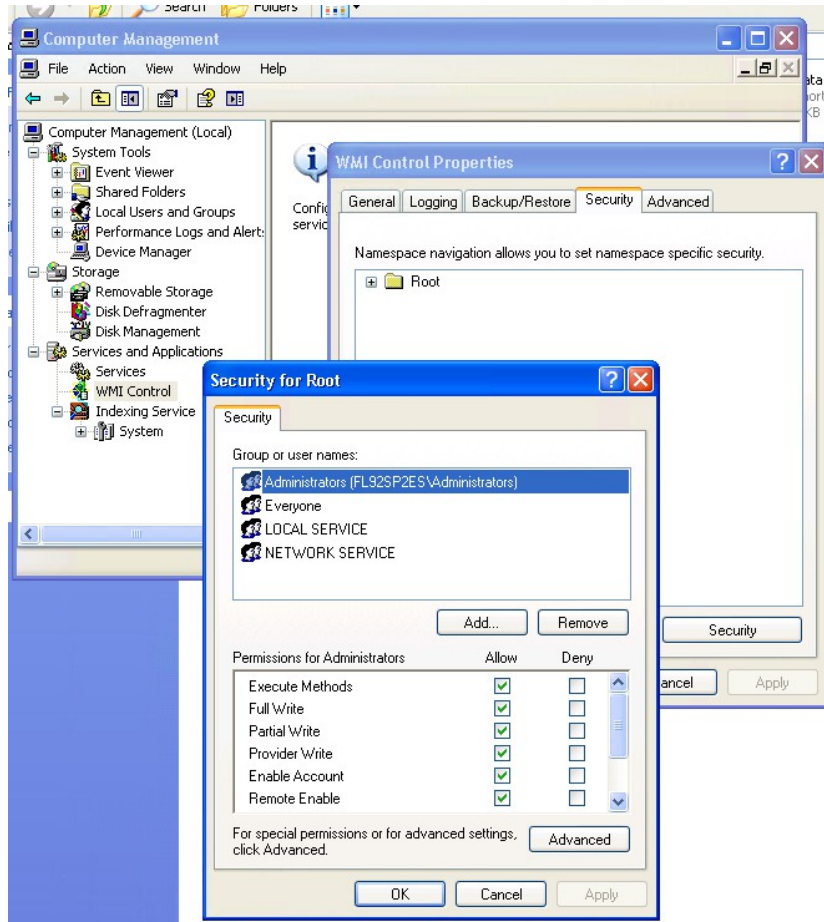 Search Folders
Computer Management
File Action View Window Help
Computer Management (Local)
System Tools
Event Viewer
Shared Folders
Local Users and Groups
Performance Logs and Alert:
Device Manager
Storage
Removable Storage
Disk Defragmenter
Disk Management
Services and Applications
Services
WMI Control
Indexing Service
System
Config
servic
WMI Control Properties
General Logging Backup/Restore Security Advanced
Namespace navigation allows you to set namespace specific security.
Root
Security
ancel Apply
Security for Root
Security
Group or user names:
Administrators (FL92SP2ES\Administrators)
Everyone
LOCAL SERVICE
NETWORK SERVICE
Add... Remove
Permissions for Administrators Allow Deny
Execute Methods
Full Write
Partial Write
Provider Write
Enable Account
Remote Enable
For special permissions or for advanced settings, click Advanced.
Advanced
OK Cancel Apply